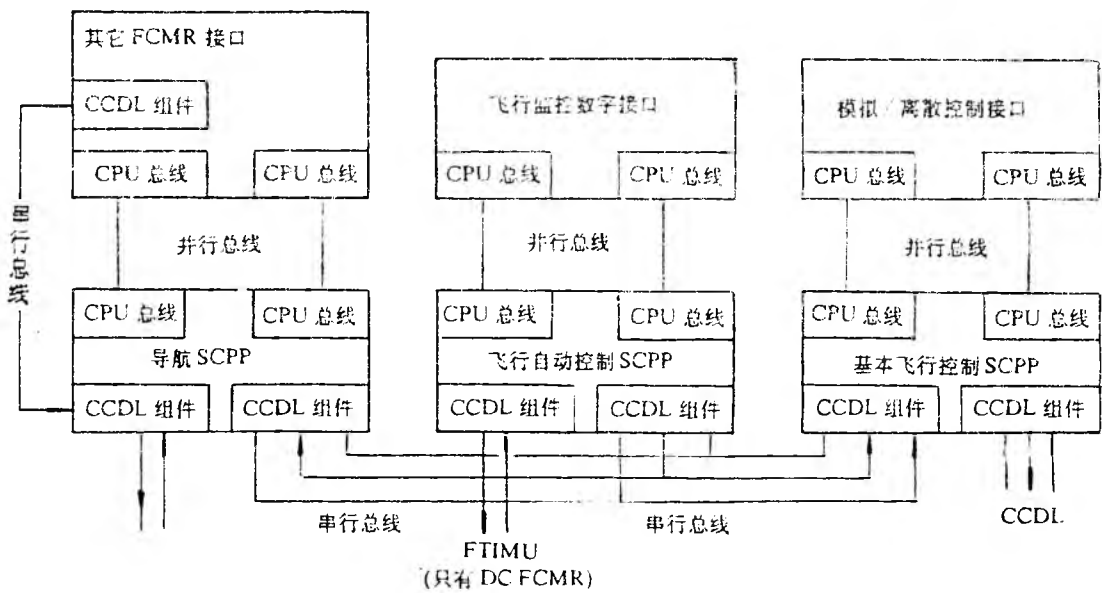 其它 FCMR 接口
CCDL 组件
CPU 总线
CPU 总线
飞行监控数字接口
CPU 总线
CPU 总线
模拟/离散控制接口
CPU 总线
CPU 总线
串行总线
并行总线
并行总线
并行总线
CPU 总线
CPU 总线
导航 SCPP
CCDL 组件
CCDL 组件
CPU 总线
CPU 总线
飞行自动控制 SCPP
CCDL 组件
CCDL 组件
CPU 总线
CPU 总线
基本飞行控制 SCPP
CCDL 组件
CCDL 组件
串行总线
串行总线
CCDL
FTIMU
(只有 DC FCMR)